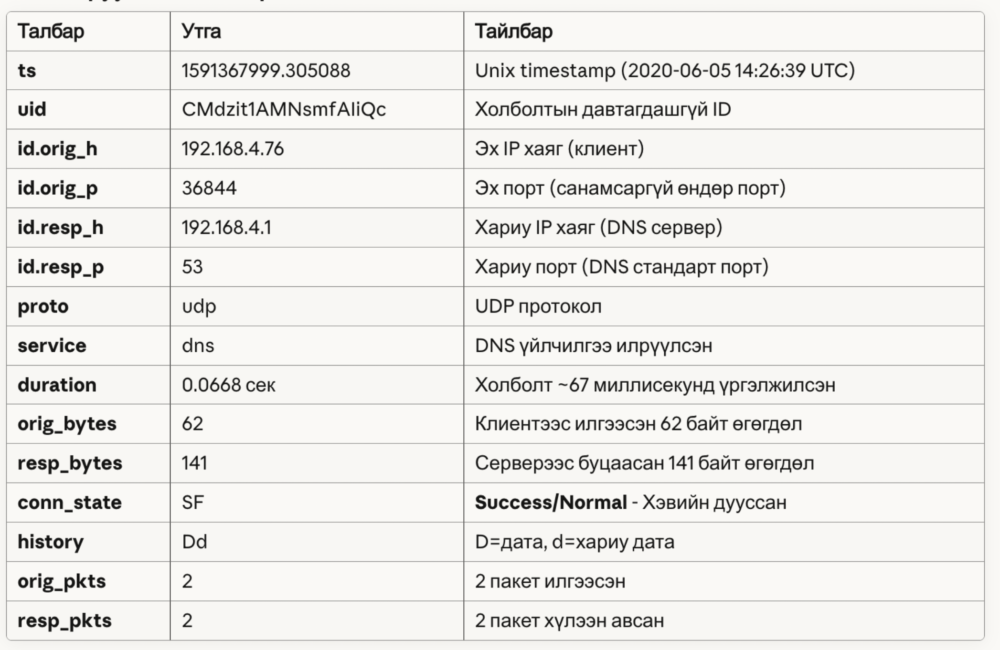 Талбар Утга Тайлбар
ts 1591367999.305088 Unix timestamp (2020-06-05 14:26:39 UTC)
uid CMdzit1AMNsmfAIiQc Холболтын давтагдашгүй ID
id.orig_h 192.168.4.76 Эх IP хаяг (клиент)
id.orig_p 36844 Эх порт (санамсаргүй өндөр порт)
id.resp_h 192.168.4.1 Хариу IP хаяг (DNS сервер)
id.resp_p 53 Хариу порт (DNS стандарт порт)
proto udp UDP протокол
service dns DNS үйлчилгээ илрүүлсэн
duration 0.0668 сек Холболт ~67 миллисекунд үргэлжилсэн
orig_bytes 62 Клиентээс илгээсэн 62 байт өгөгдөл
resp_bytes 141 Серверээс буцаасан 141 байт өгөгдөл
conn_state SF Success/Normal - Хэвийн дууссан
history Dd D=дата, d=хариу дата
orig_pkts 2 2 пакет илгээсэн
resp_pkts 2 2 пакет хүлээн авсан